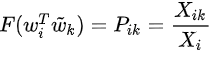 $F(w_i^T \tilde{w}_k) = P_{ik} = \frac{X_{ik}}{X_i}$